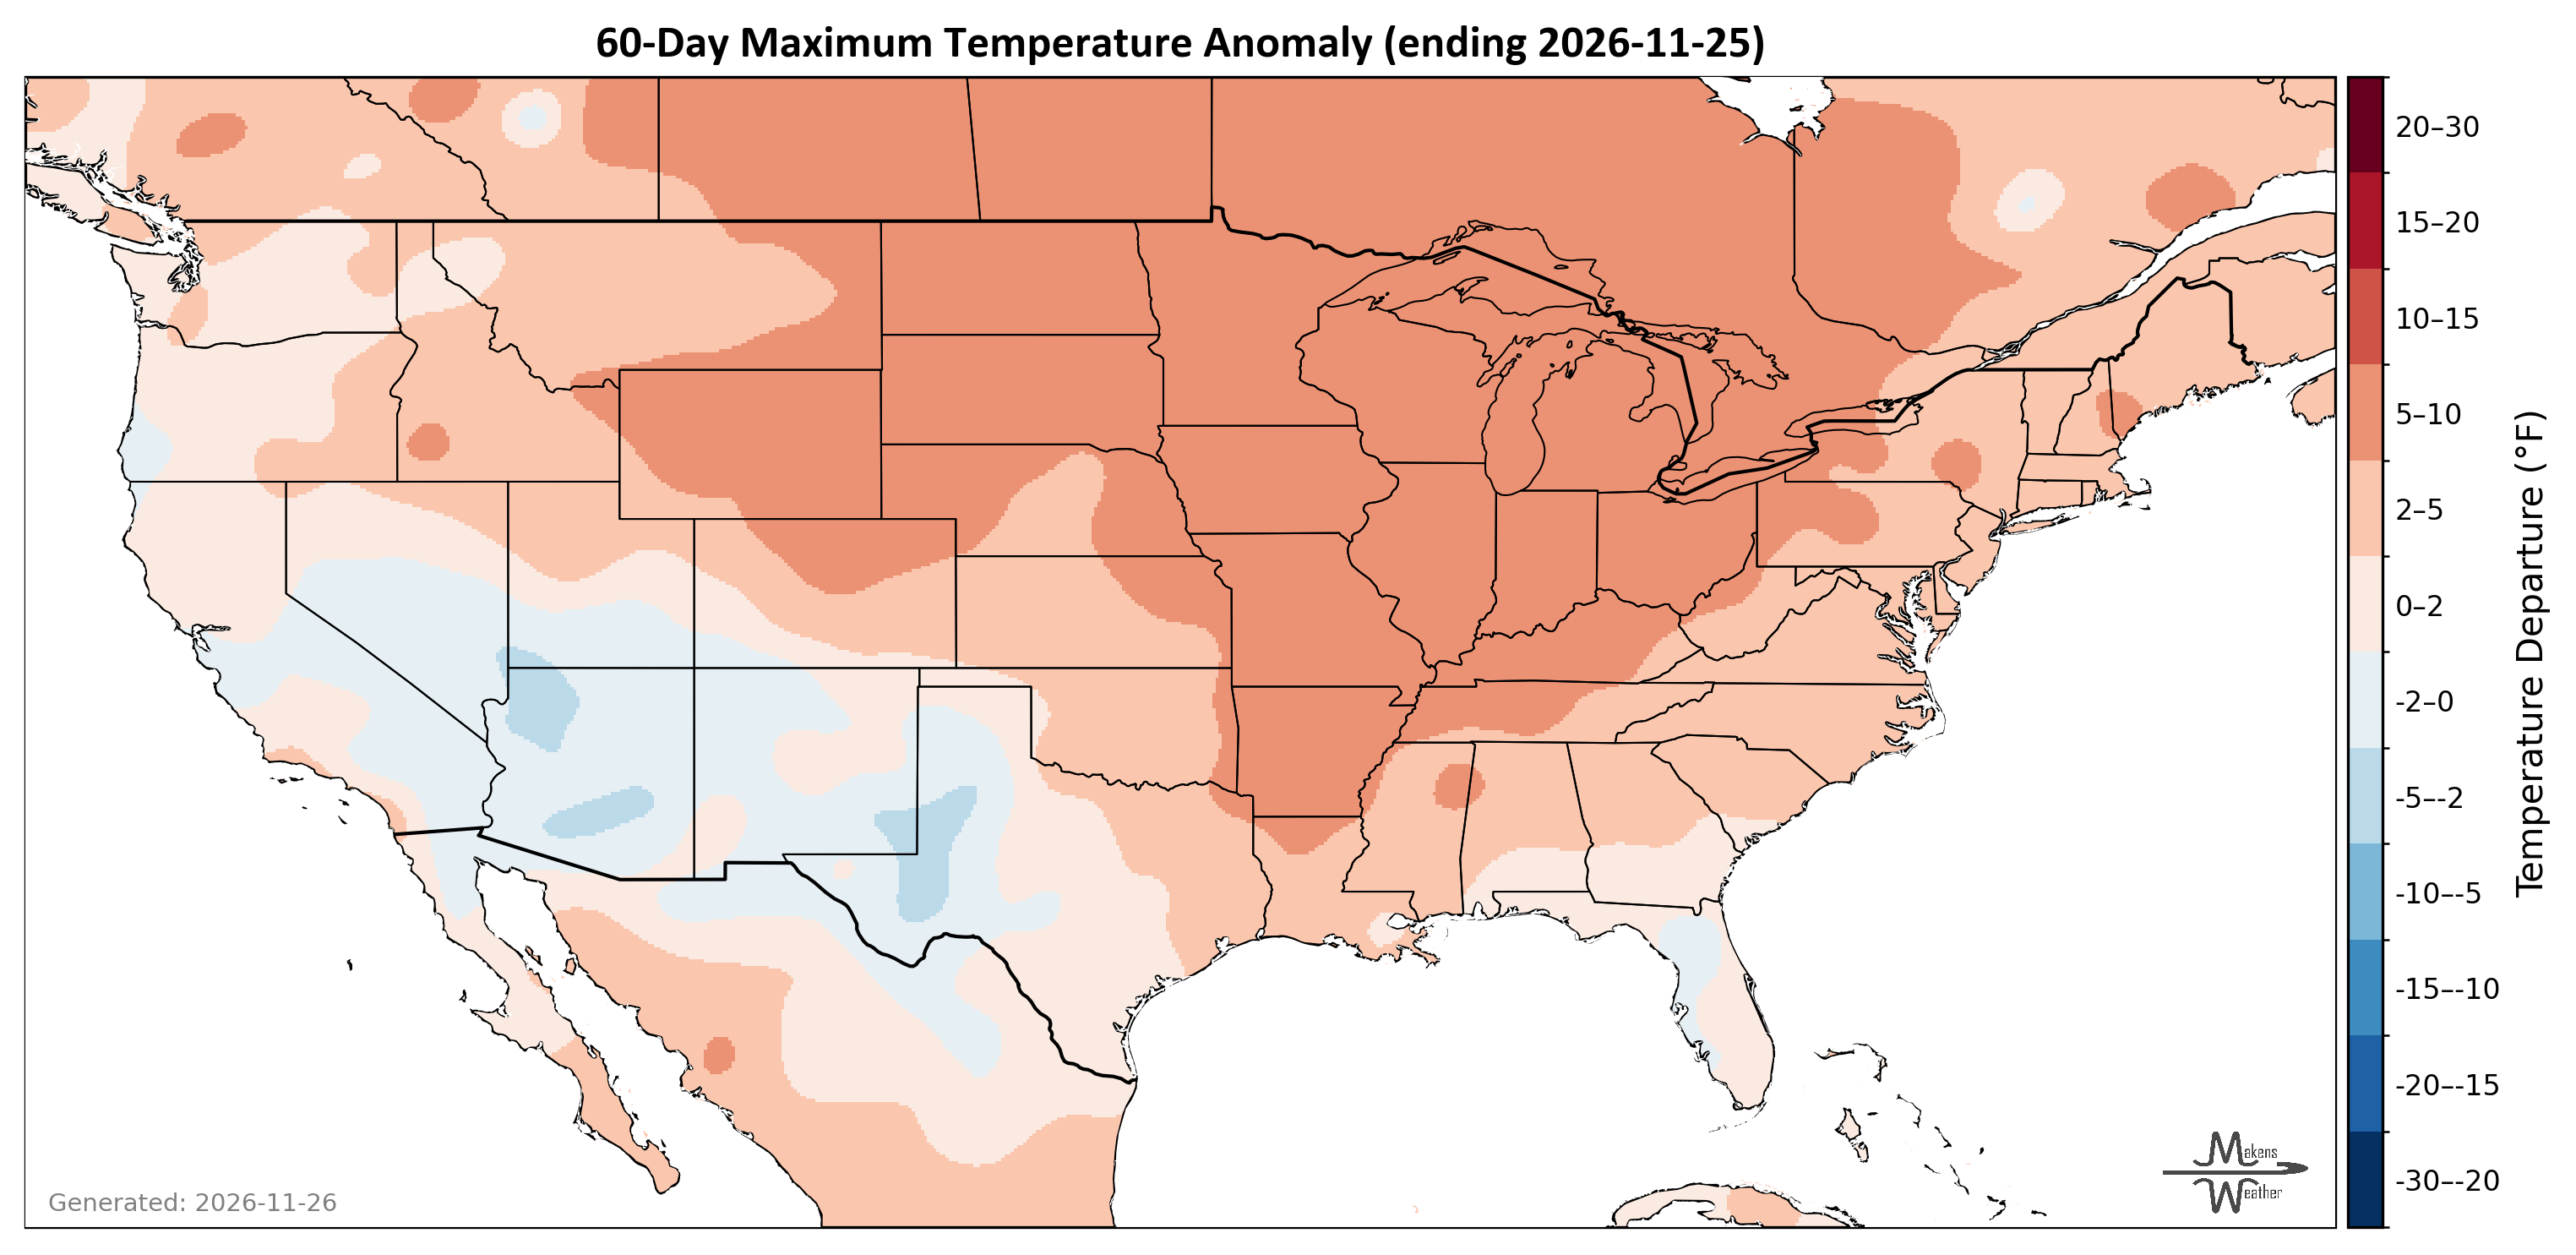 60-Day Maximum Temperature Anomaly (ending 2026-11-25)
20–30
15–20
10–15
5–10
2–5
0–2
-2–0
-5–-2
-10–-5
-15–-10
-20–-15
-30–-20
Temperature Departure (°F)
Generated: 2026-11-26
Makens
Weather